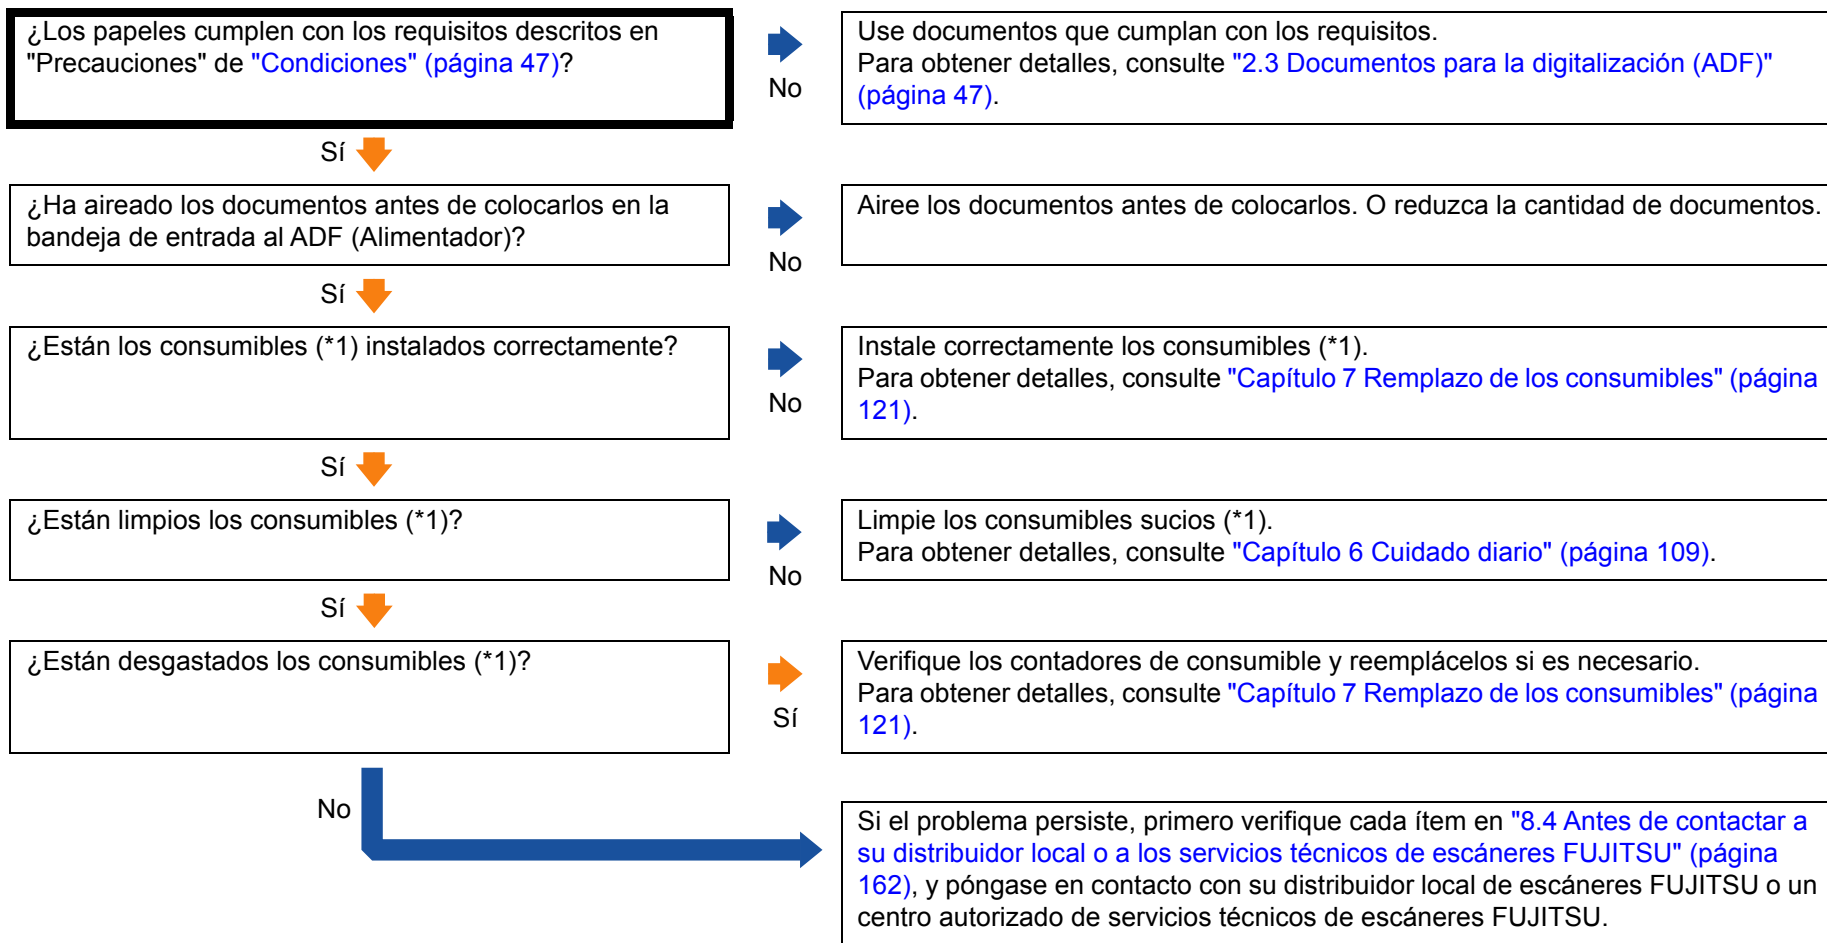 ¿Los papeles cumplen con los requisitos descritos en
"Precauciones" de "Condiciones" (página 47)?
No
Use documentos que cumplan con los requisitos.
Para obtener detalles, consulte "2.3 Documentos para la digitalización (ADF)"
(página 47).
Sí
¿Ha aireado los documentos antes de colocarlos en la
bandeja de entrada al ADF (Alimentador)?
No
Airee los documentos antes de colocarlos. O reduzca la cantidad de documentos.
Sí
¿Están los consumibles (*1) instalados correctamente?
No
Instale correctamente los consumibles (*1).
Para obtener detalles, consulte "Capítulo 7 Remplazo de los consumibles" (página
121).
Sí
¿Están limpios los consumibles (*1)?
No
Limpie los consumibles sucios (*1).
Para obtener detalles, consulte "Capítulo 6 Cuidado diario" (página 109).
Sí
¿Están desgastados los consumibles (*1)?
Sí
Verifique los contadores de consumible y reemplácelos si es necesario.
Para obtener detalles, consulte "Capítulo 7 Remplazo de los consumibles" (página
121).
No
Si el problema persiste, primero verifique cada ítem en "8.4 Antes de contactar a
su distribuidor local o a los servicios técnicos de escáneres FUJITSU" (página
162), y póngase en contacto con su distribuidor local de escáneres FUJITSU o un
centro autorizado de servicios técnicos de escáneres FUJITSU.